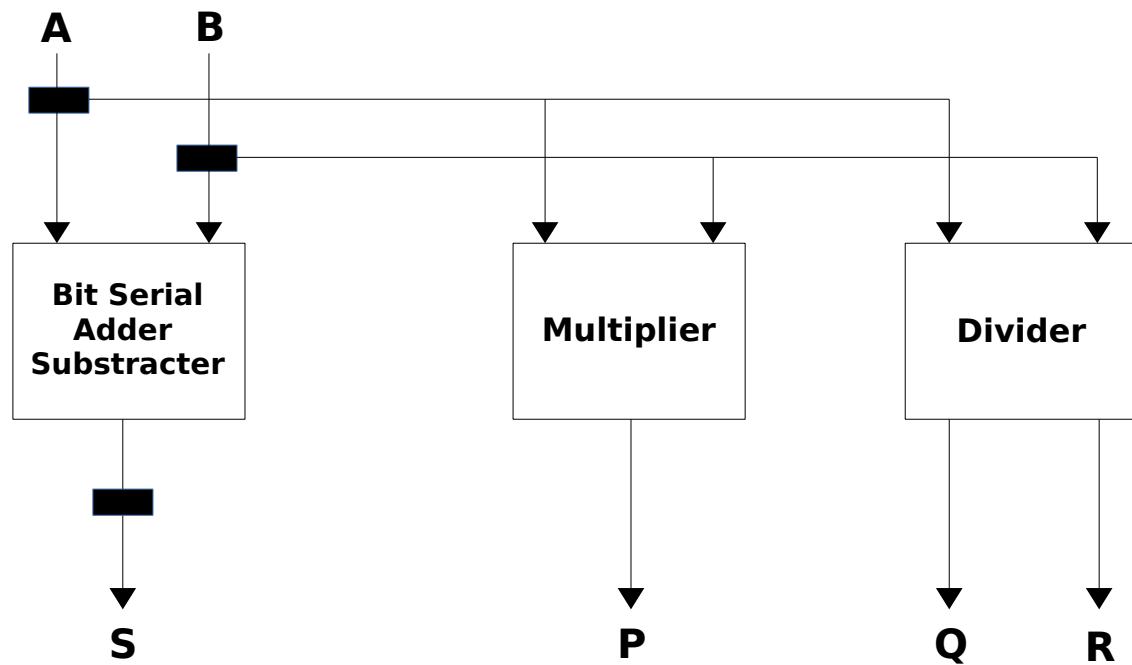 A B
Bit Serial
Adder
Substracter
Multiplier
Divider
S P Q R